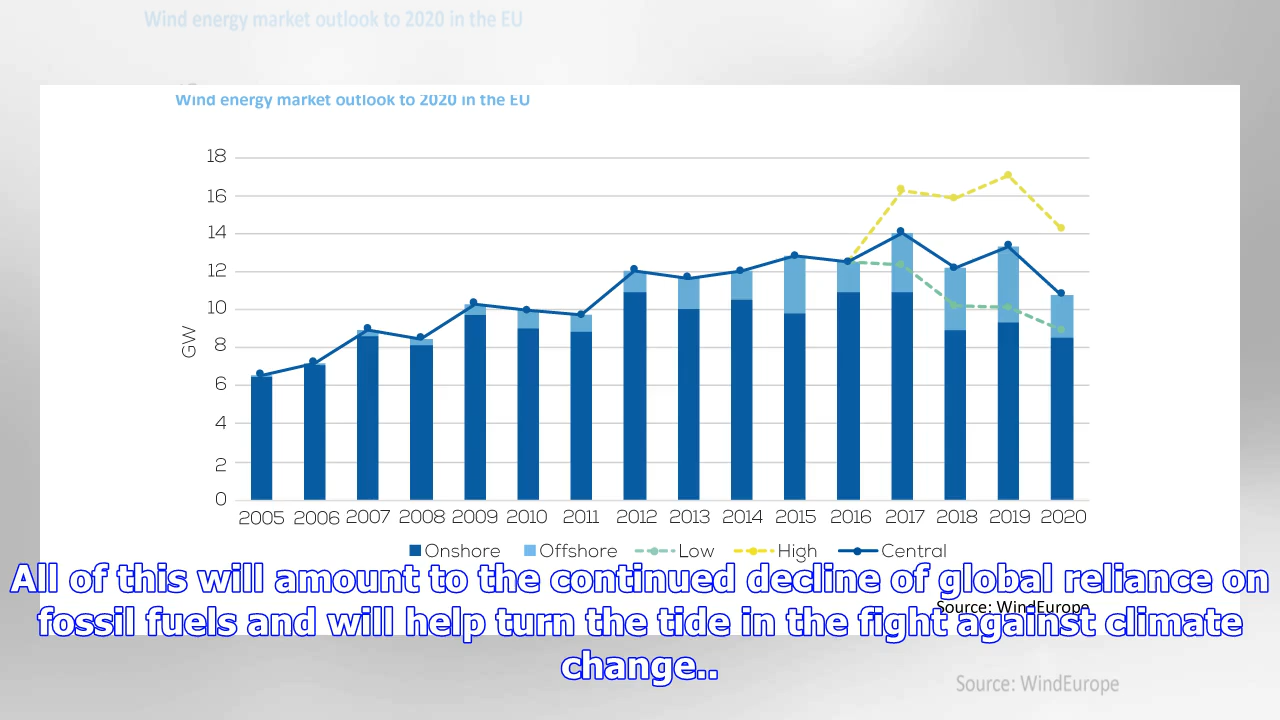 Wind energy market outlook to 2020 in the EU
Wind energy market outlook to 2020 in the EU
18
16
14
12
10
8
6
4
2
0
GW
2005 2006 2007 2008 2009 2010 2011 2012 2013 2014 2015 2016 2017 2018 2019 2020
Onshore Offshore Low High Central
All of this will amount to the continued decline of global reliance on
Source: WindEurope
fossil fuels and will help turn the tide in the fight against climate
change..
Source: WindEurope